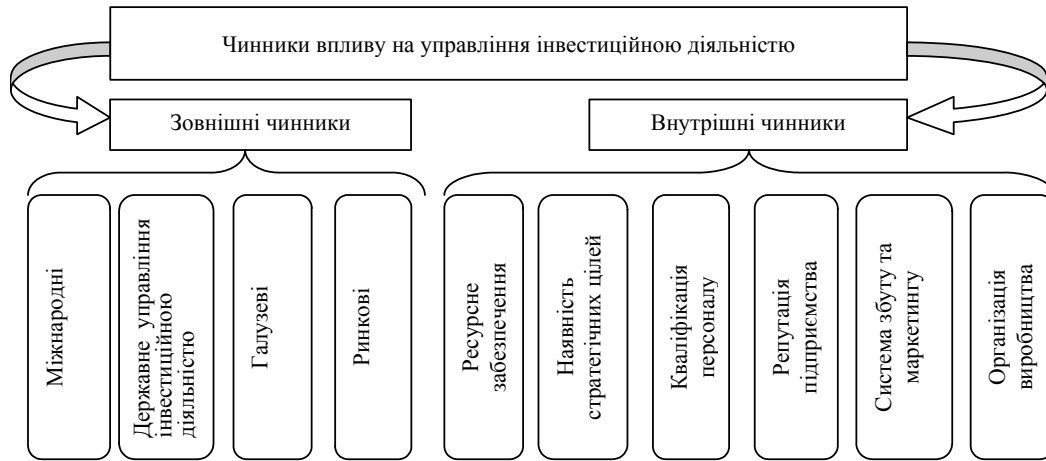 Чинники впливу на управління інвестиційною діяльністю
Зовнішні чинники
Внутрішні чинники
Міжнародні
Державне управління
інвестиційною
діяльністю
Галузеві
Ринкові
Ресурсне
забезпечення
Наявність
стратегічних цілей
Кваліфікація
персоналу
Репутація
підприємства
Система збуту та
маркетингу
Організація
виробництва